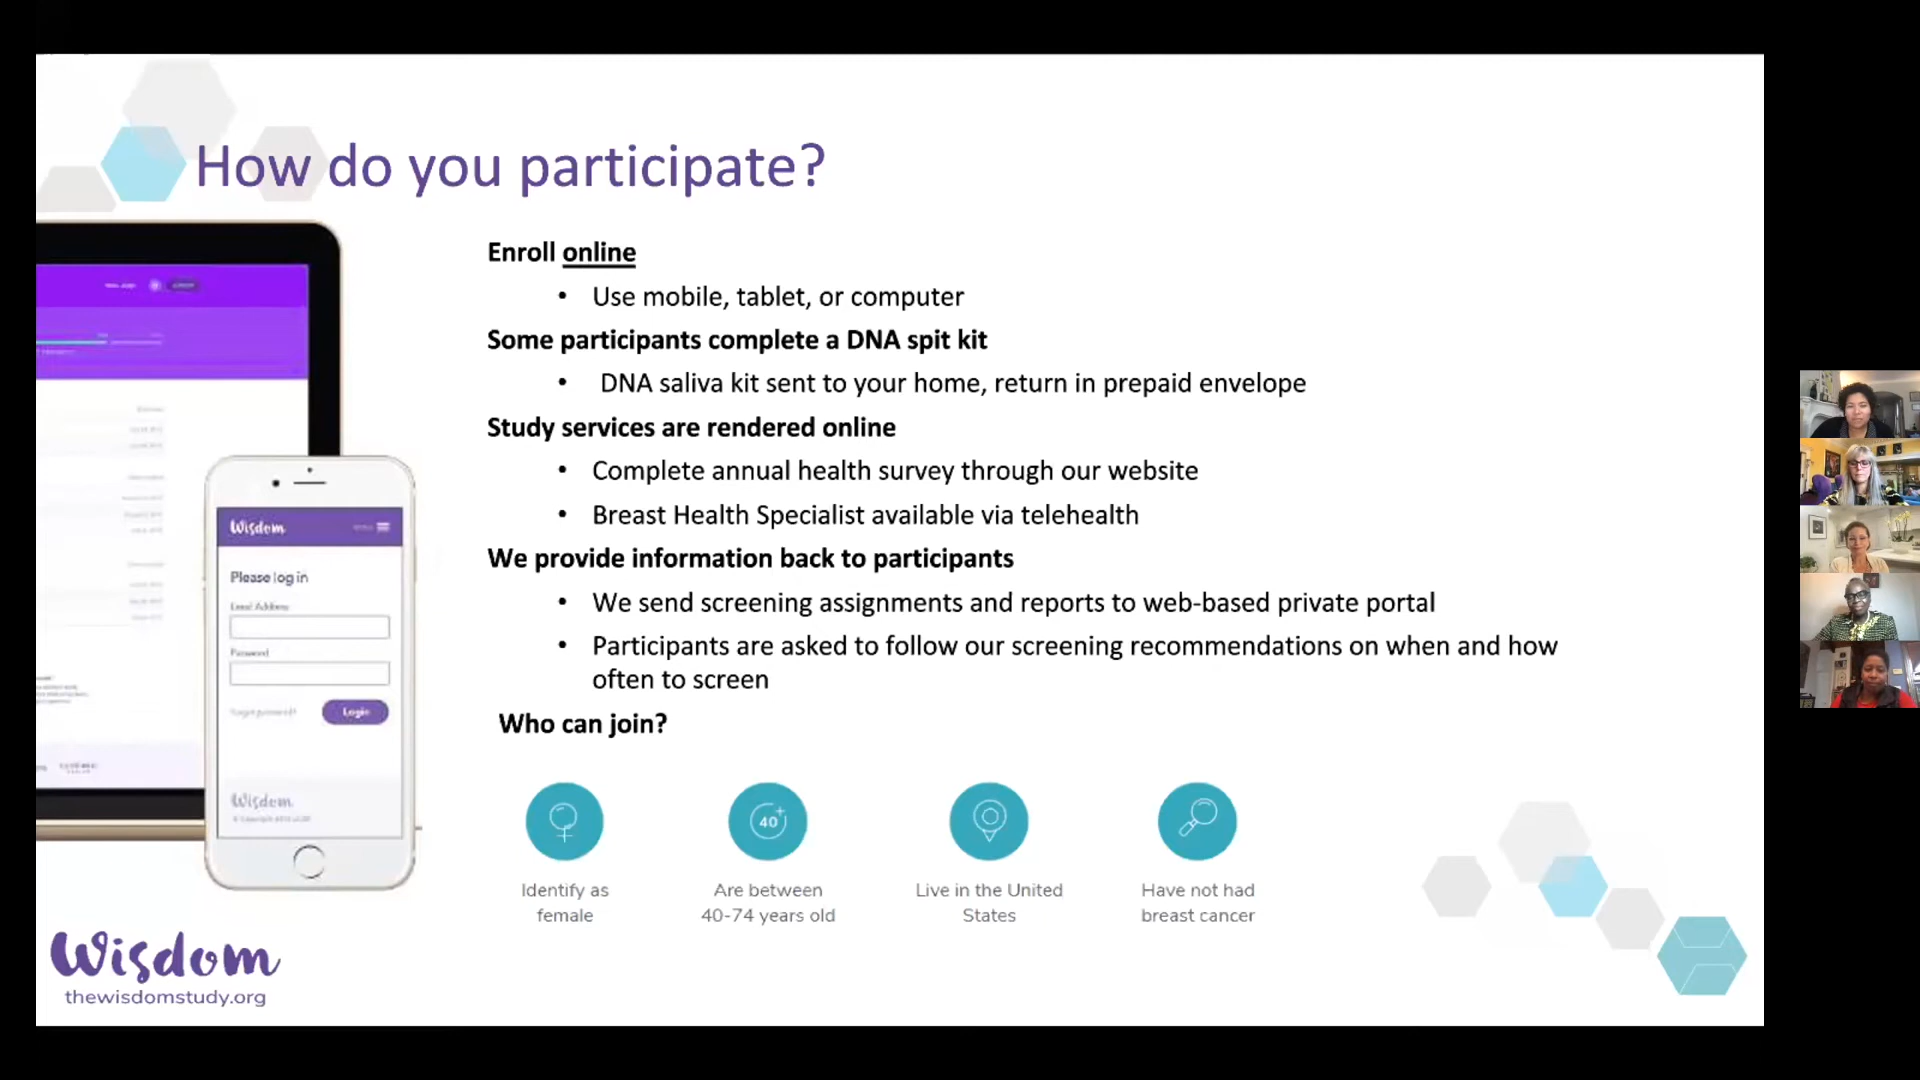 How do you participate?
Enroll online
• Use mobile, tablet, or computer
Some participants complete a DNA spit kit
• DNA saliva kit sent to your home, return in prepaid envelope
Study services are rendered online
• Complete annual health survey through our website
• Breast Health Specialist available via telehealth
We provide information back to participants
• We send screening assignments and reports to web-based private portal
• Participants are asked to follow our screening recommendations on when and how
often to screen
Who can join?
40+
Identify as
female
Are between
40-74 years old
Live in the United
States
Have not had
breast cancer
Wisdom
Please log in
Email Address
Password
Forgot password?
Login
Wisdom
Wisdom
thewisdomstudy.org